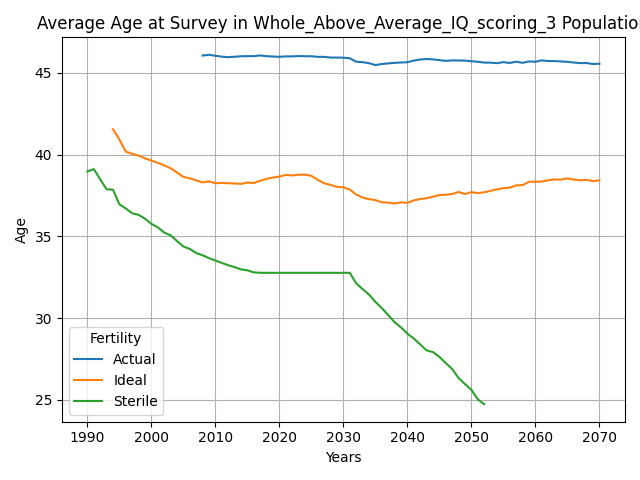 Average Age at Survey in Whole_Above_Average_IQ_scoring_3 Population
Age
45
40
35
30
25
Fertility
Actual
Ideal
Sterile
1990 2000 2010 2020 2030 2040 2050 2060 2070
Years